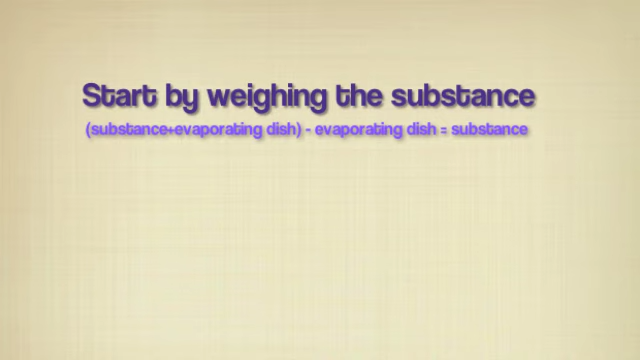 Start by weighing the substance
(substance+evaporating dish) - evaporating dish = substance